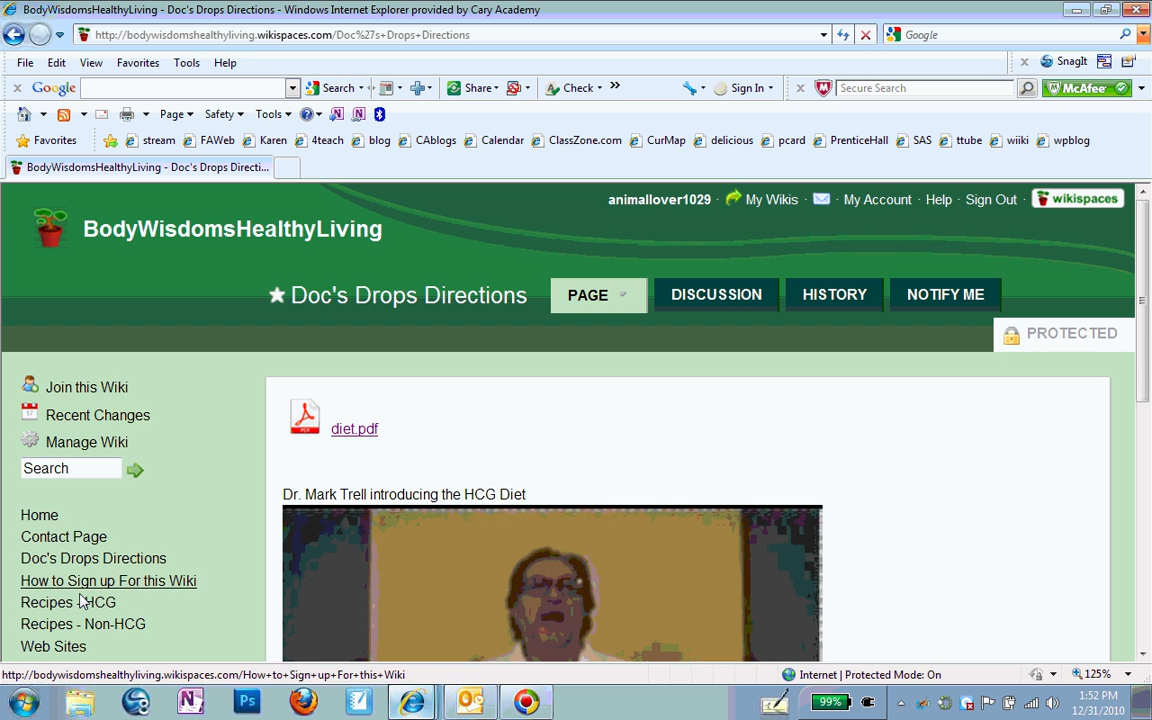 BodyWisdomsHealthyLiving - Doc's Drops Directions - Windows Internet Explorer provided by Cary Academy
http://bodywisdomshealthyliving.wikispaces.com/Doc%27s+Drops+Directions
Google
File Edit View Favorites Tools Help
SnagIt
Google Search Share Check » Sign In Secure Search McAfee
Page Safety Tools
Favorites stream FAWeb Karen 4teach blog CAblogs Calendar ClassZone.com CurMap delicious pcard PrenticeHall SAS ttube wiiki wpblog
BodyWisdomsHealthyLiving - Doc's Drops Directi...
animallover1029 · My Wikis · My Account · Help · Sign Out · wikispaces
BodyWisdomsHealthyLiving
Doc's Drops Directions
PAGE DISCUSSION HISTORY NOTIFY ME
PROTECTED
Join this Wiki
Recent Changes
Manage Wiki
Search
diet.pdf
Dr. Mark Trell introducing the HCG Diet
Home
Contact Page
Doc's Drops Directions
How to Sign up For this Wiki
Recipes - HCG
Recipes - Non-HCG
Web Sites
http://bodywisdomshealthyliving.wikispaces.com/How+to+Sign+up+For+this+Wiki
Internet | Protected Mode: On
125%
99%
1:52 PM
12/31/2010